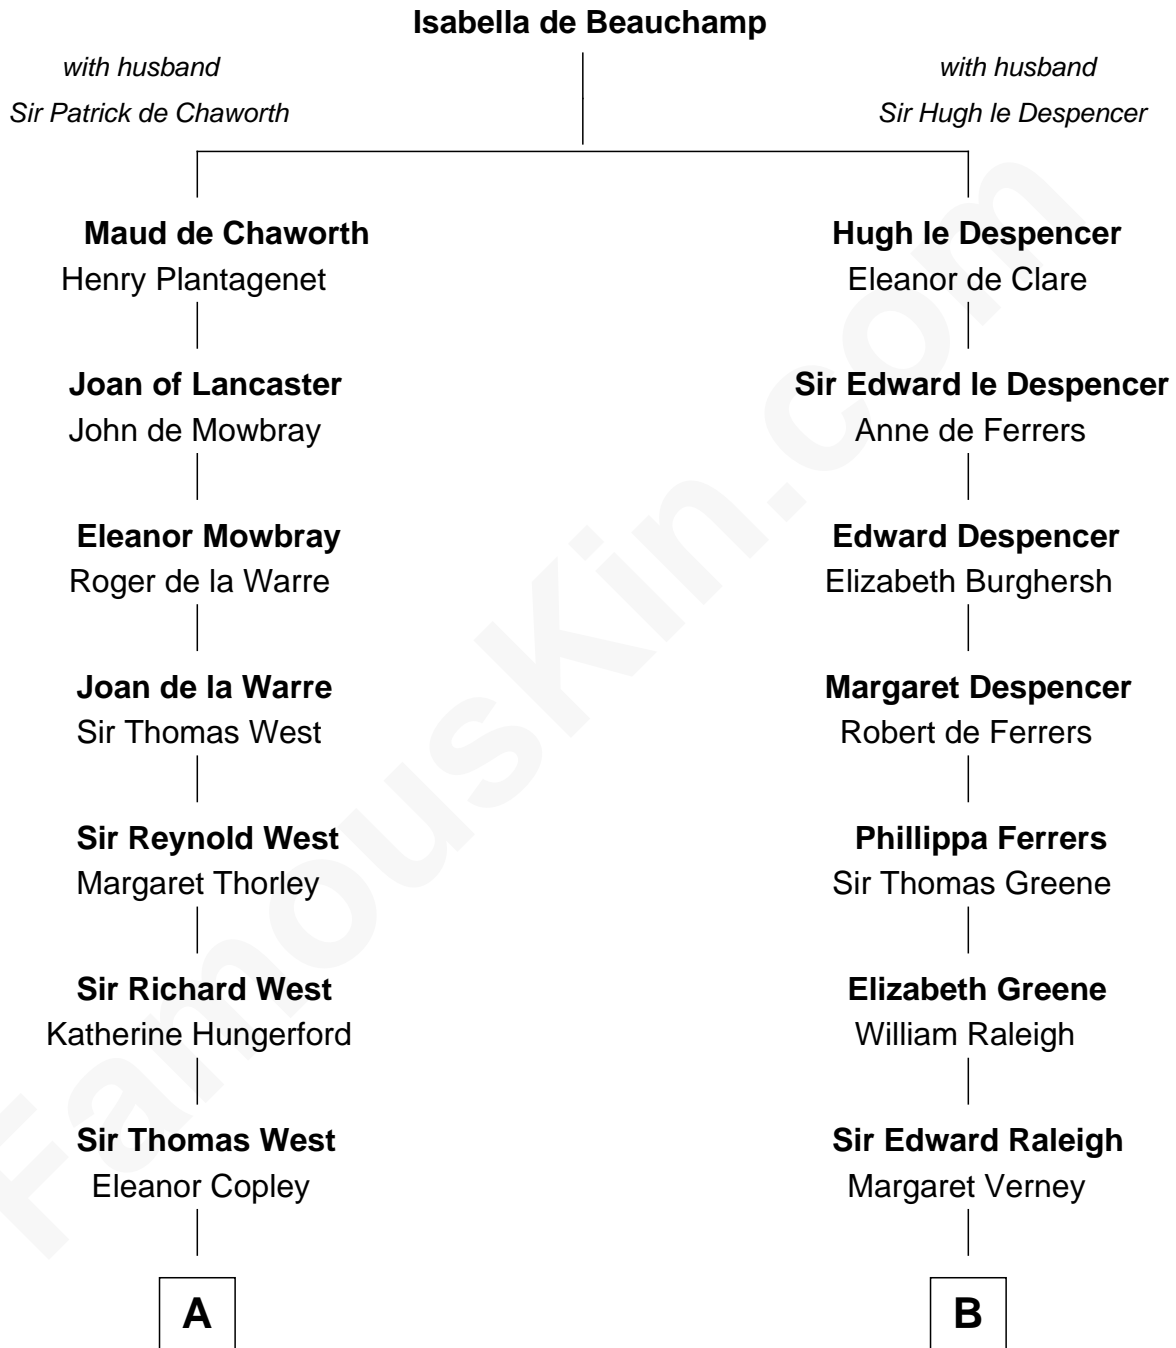 Isabella de Beauchamp
with husband
Sir Patrick de Chaworth
with husband
Sir Hugh le Despencer
Maud de Chaworth
Henry Plantagenet
Hugh le Despencer
Eleanor de Clare
Joan of Lancaster
John de Mowbray
Sir Edward le Despencer
Anne de Ferrers
Eleanor Mowbray
Roger de la Warre
Edward Despencer
Elizabeth Burghersh
Joan de la Warre
Sir Thomas West
Margaret Despencer
Robert de Ferrers
Sir Reynold West
Margaret Thorley
Phillippa Ferrers
Sir Thomas Greene
Sir Richard West
Katherine Hungerford
Elizabeth Greene
William Raleigh
Sir Thomas West
Eleanor Copley
Sir Edward Raleigh
Margaret Verney
A
B
FamousKin.com